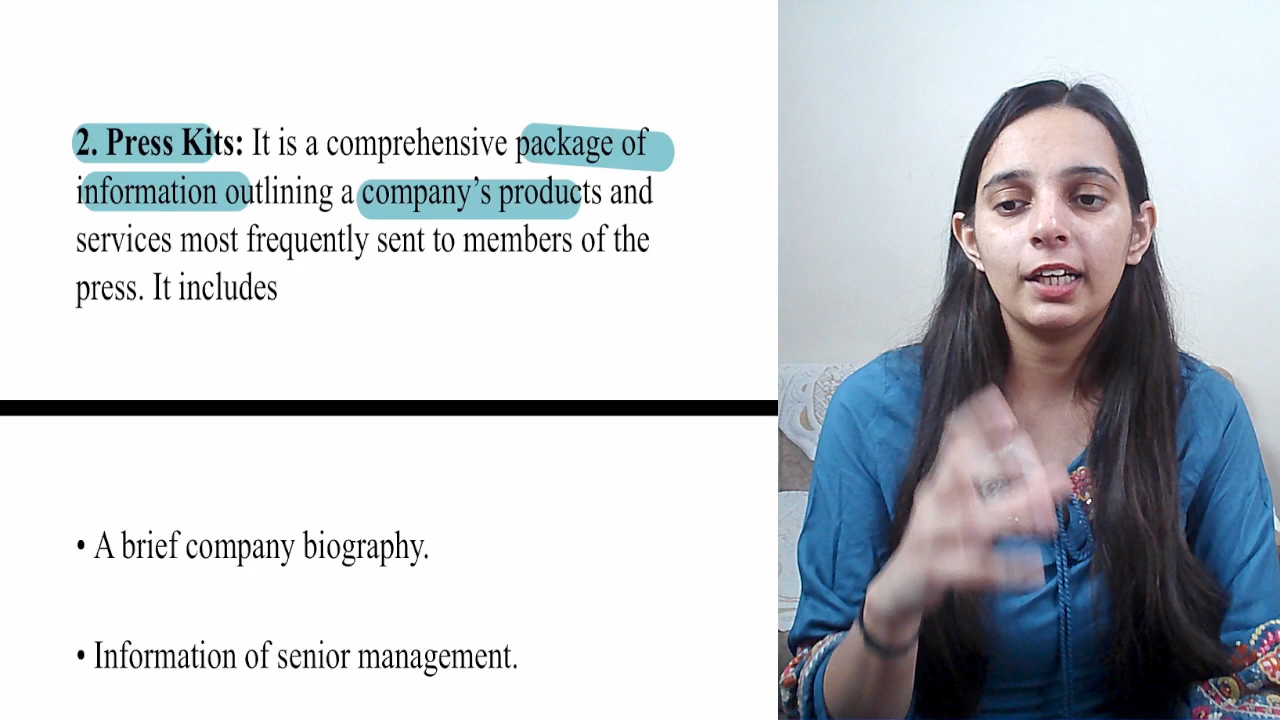 2. Press Kits: It is a comprehensive package of
information outlining a company’s products and
services most frequently sent to members of the
press. It includes
• A brief company biography.
• Information of senior management.